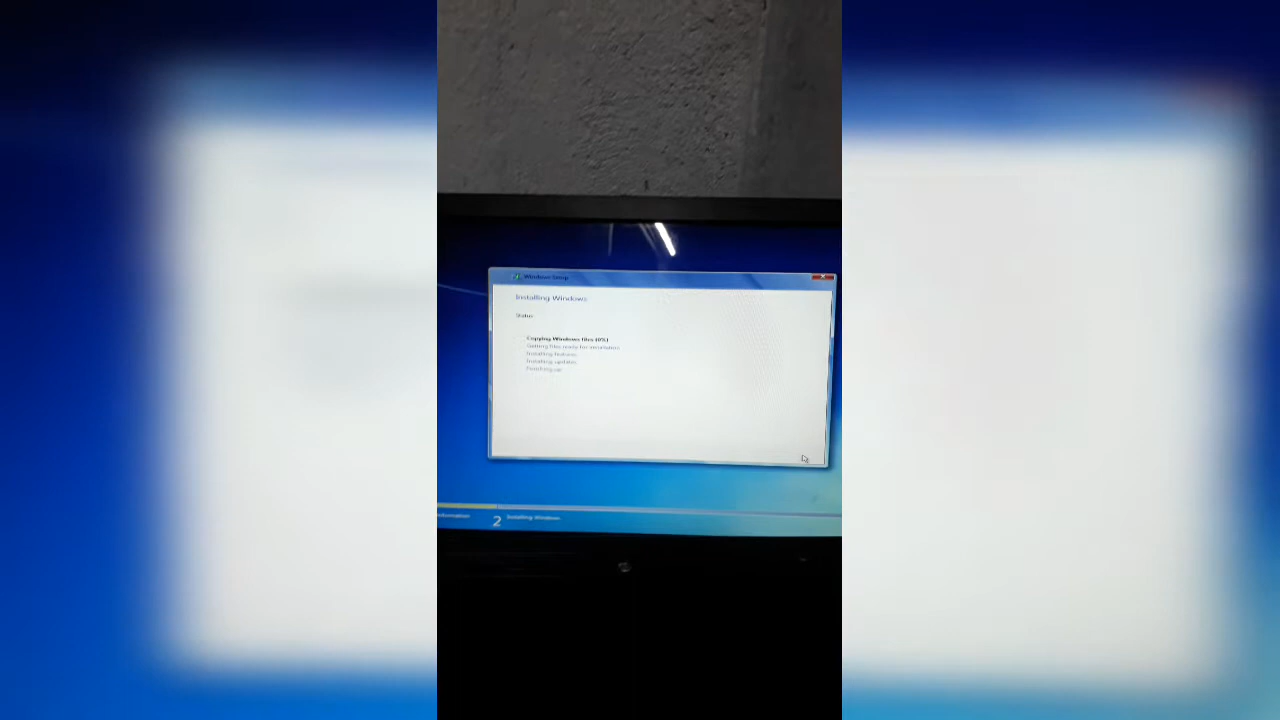 Windows Setup
Installing Windows
Status
Copying Windows files (0%)
Getting files ready for installation
Installing features
Installing updates
Finishing up
2 Installing Windows